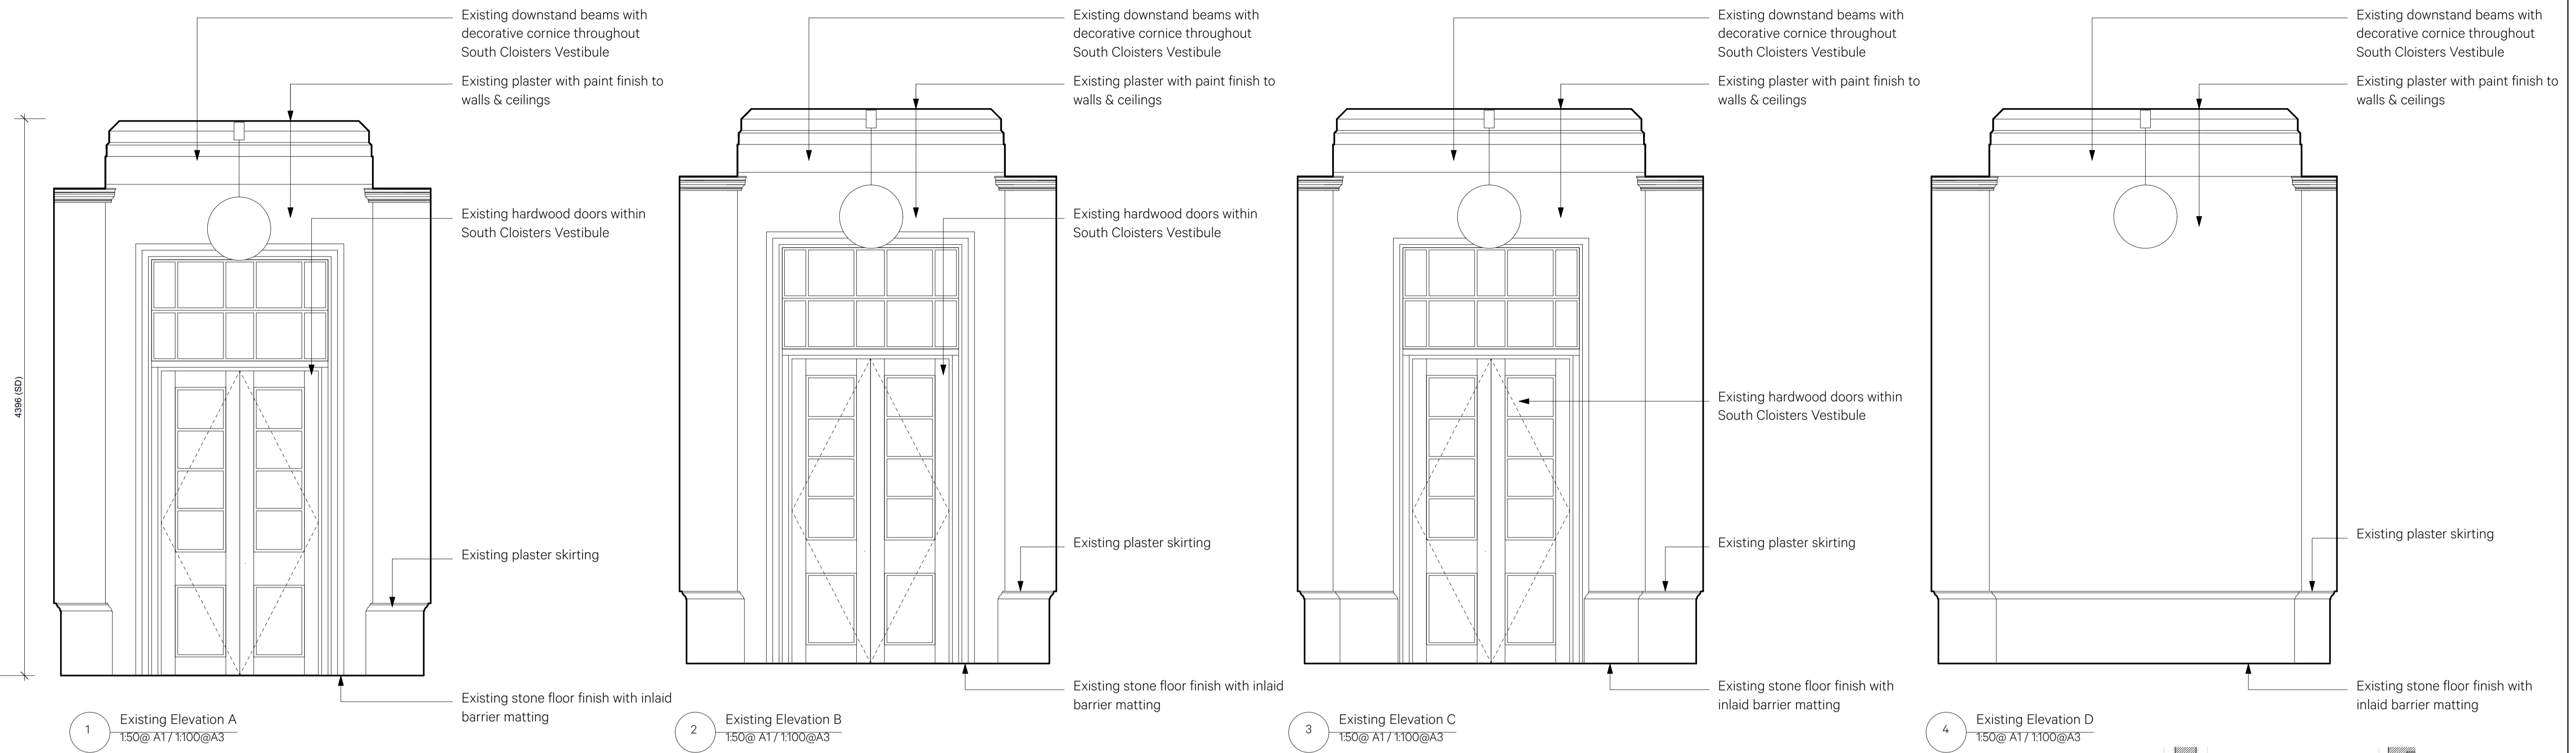 Existing downstand beams with
decorative cornice throughout
South Cloisters Vestibule
Existing plaster with paint finish to
walls & ceilings
Existing hardwood doors within
South Cloisters Vestibule
Existing plaster skirting
Existing stone floor finish with inlaid
barrier matting
4396 (SD)
1
Existing Elevation A
1:50@ A1 / 1:100@A3
Existing downstand beams with
decorative cornice throughout
South Cloisters Vestibule
Existing plaster with paint finish to
walls & ceilings
Existing hardwood doors within
South Cloisters Vestibule
Existing plaster skirting
Existing stone floor finish with inlaid
barrier matting
2
Existing Elevation B
1:50@ A1 / 1:100@A3
Existing downstand beams with
decorative cornice throughout
South Cloisters Vestibule
Existing plaster with paint finish to
walls & ceilings
Existing hardwood doors within
South Cloisters Vestibule
Existing plaster skirting
Existing stone floor finish with
inlaid barrier matting
3
Existing Elevation C
1:50@ A1 / 1:100@A3
Existing downstand beams with
decorative cornice throughout
South Cloisters Vestibule
Existing plaster with paint finish to
walls & ceilings
Existing plaster skirting
Existing stone floor finish with
inlaid barrier matting
4
Existing Elevation D
1:50@ A1 / 1:100@A3